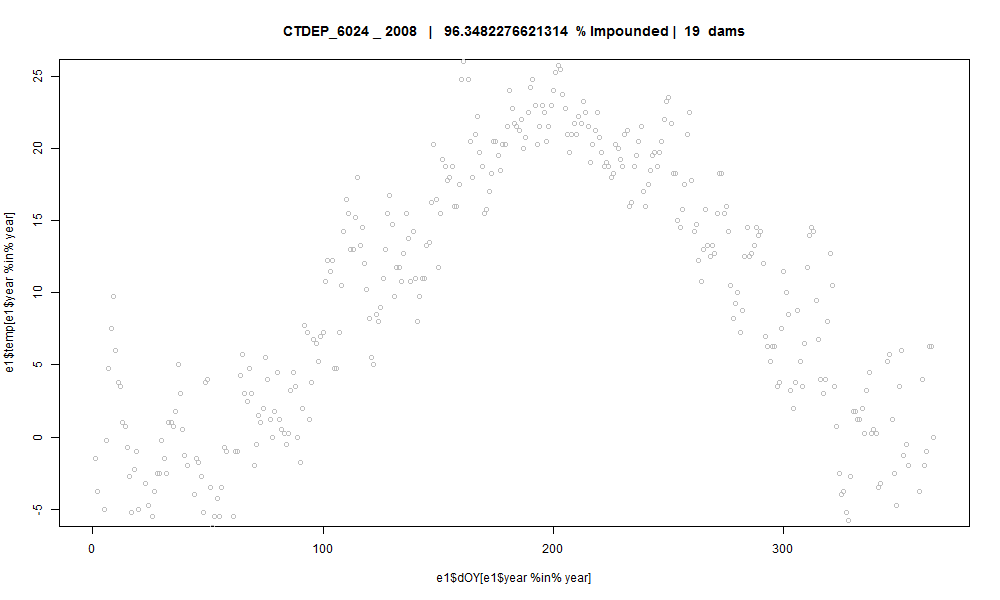 CTDEP_6024 _ 2008 | 96.3482276621314 % Impounded | 19 dams
25
20
15
10
5
0
-5
e1$temp[e1$year %in% year]
0 100 200 300
e1$dOY[e1$year %in% year]